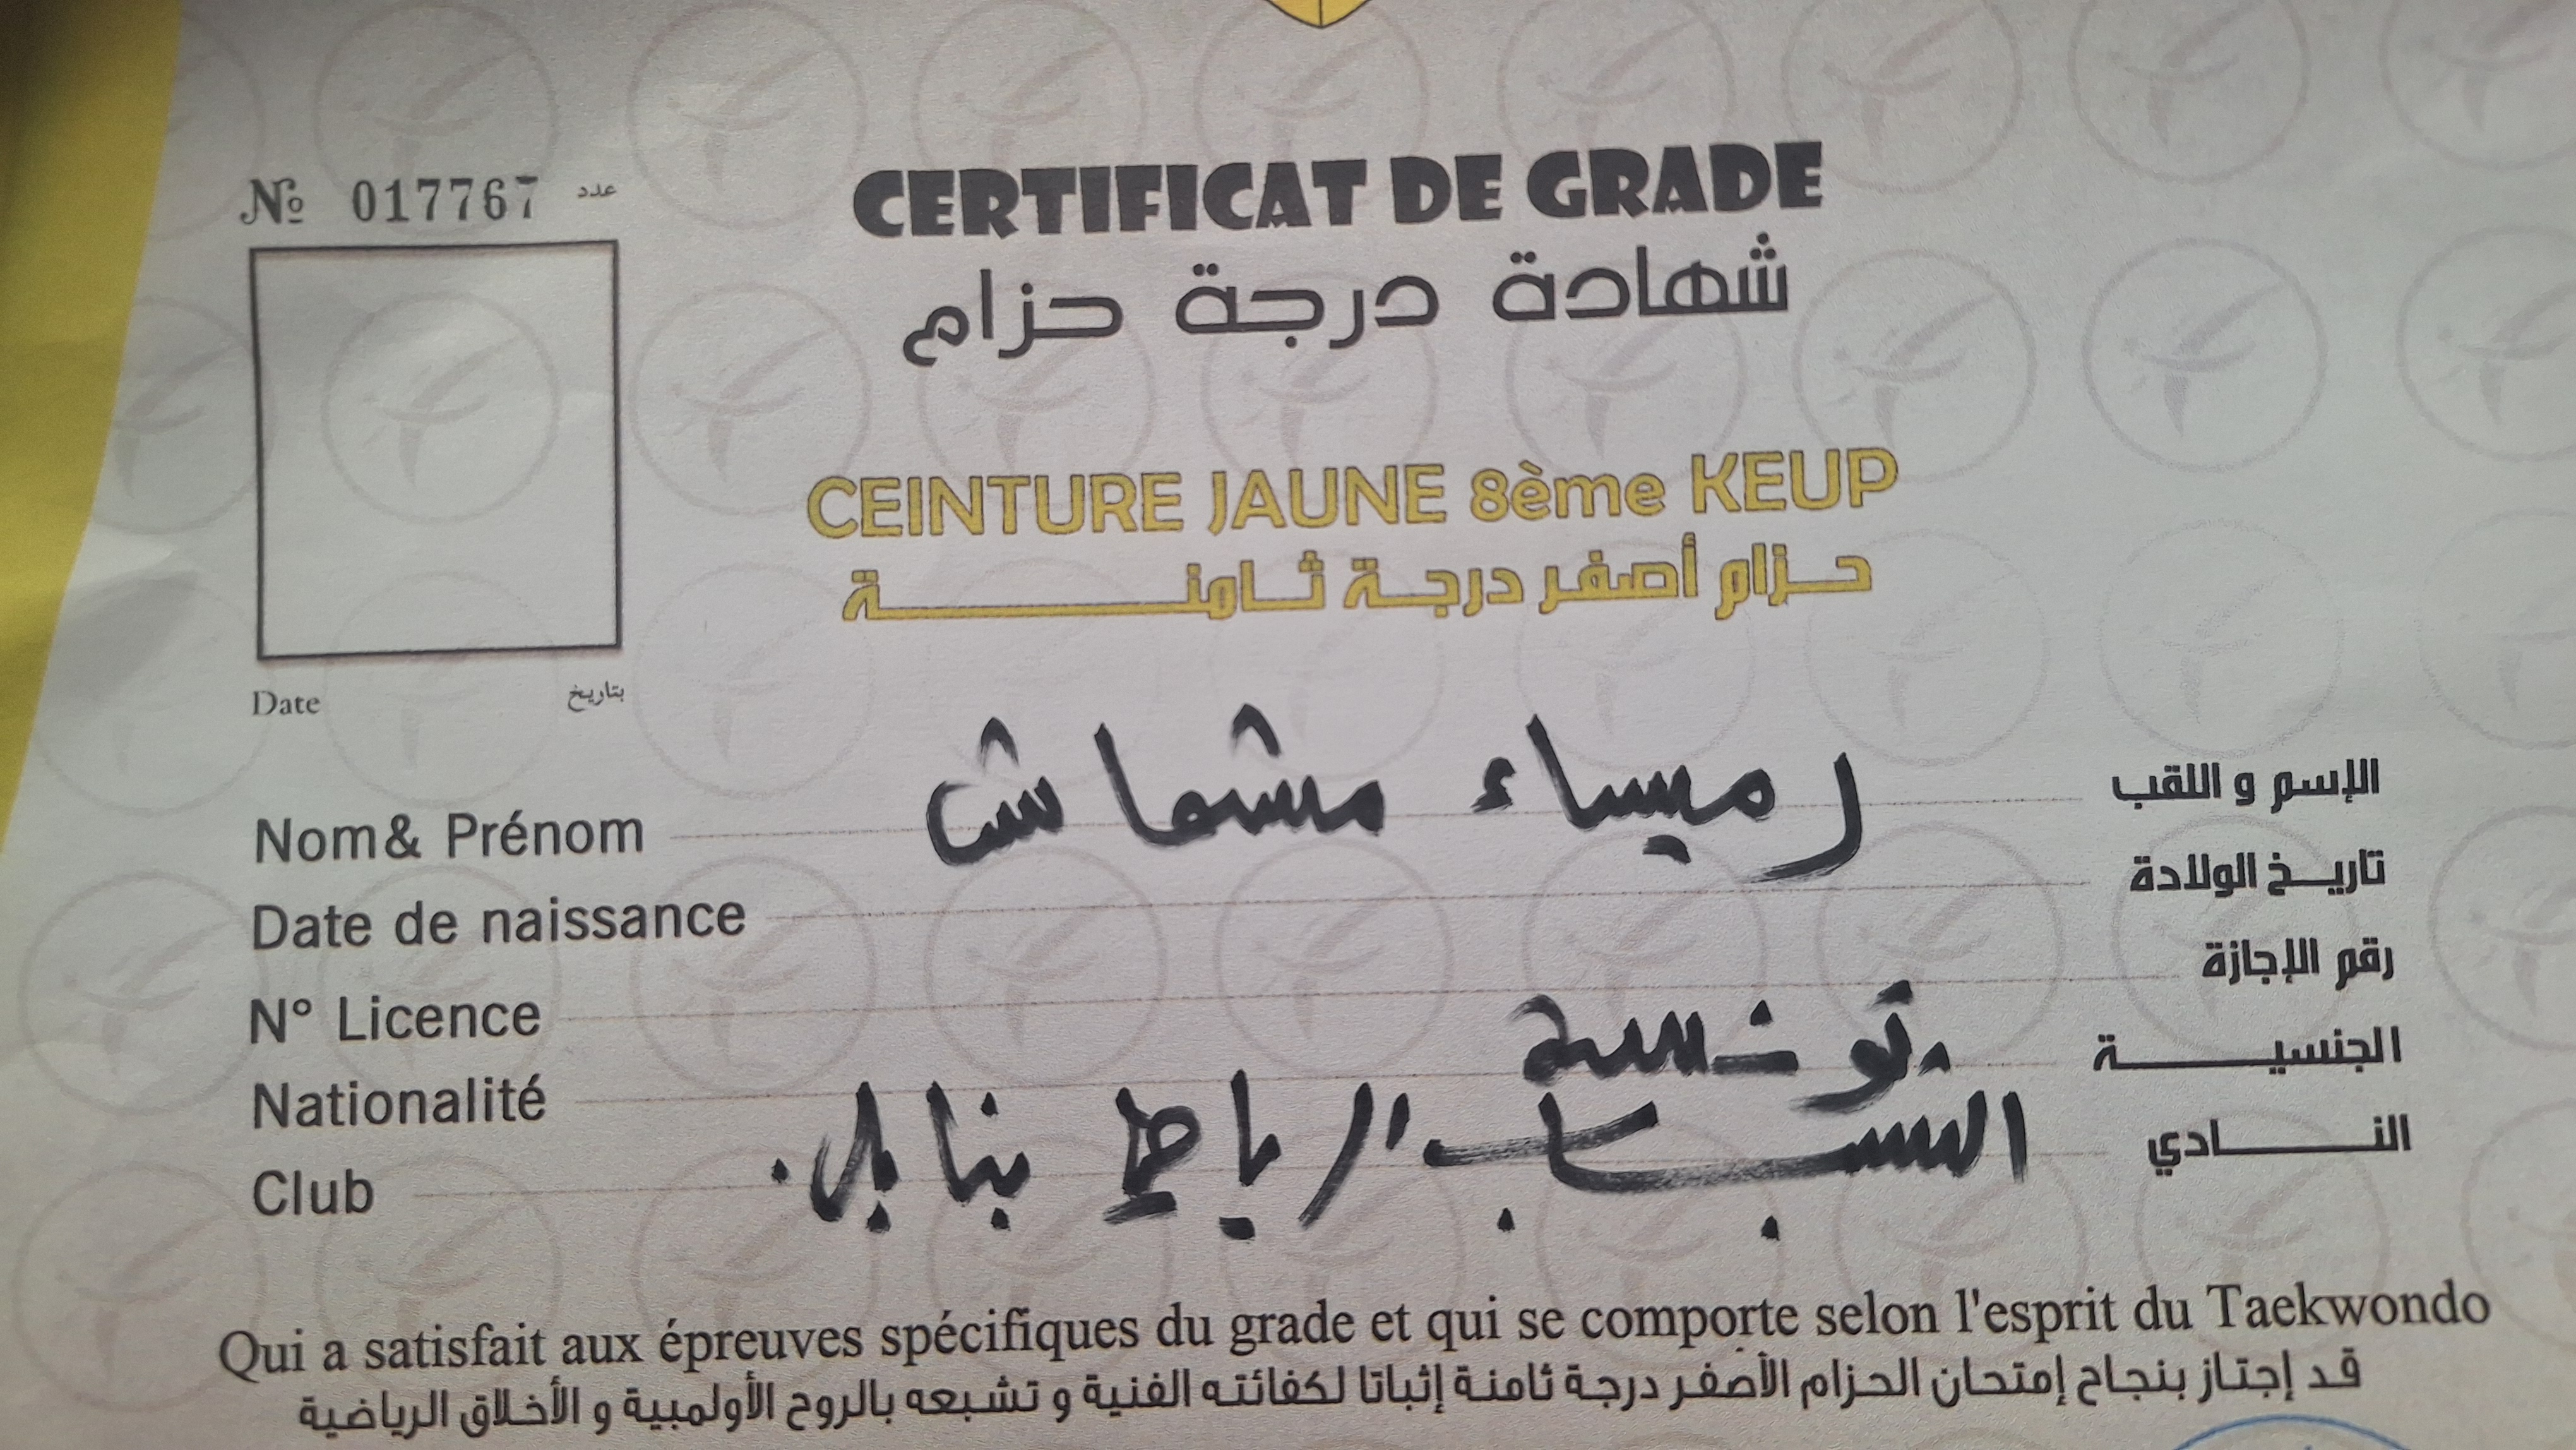 № 017767 عدد
CERTIFICAT DE GRADE
شهادة درجة حزام
CEINTURE JAUNE 8ème KEUP
حزام أصفر درجة ثامنة
Date بتاريخ
Nom& Prénom رميساء مشماش الإسم و اللقب
Date de naissance تاريخ الولادة
N° Licence رقم الإجازة
Nationalité تونسية الجنسية
Club الشباب الرباط بنابل. النادي
Qui a satisfait aux épreuves spécifiques du grade et qui se comporte selon l'esprit du Taekwondo
قد إجتاز بنجاح إمتحان الحزام الأصفر درجة ثامنة إثباتا لكفائته الفنية و تشبعه بالروح الأولمبية و الأخلاق الرياضية